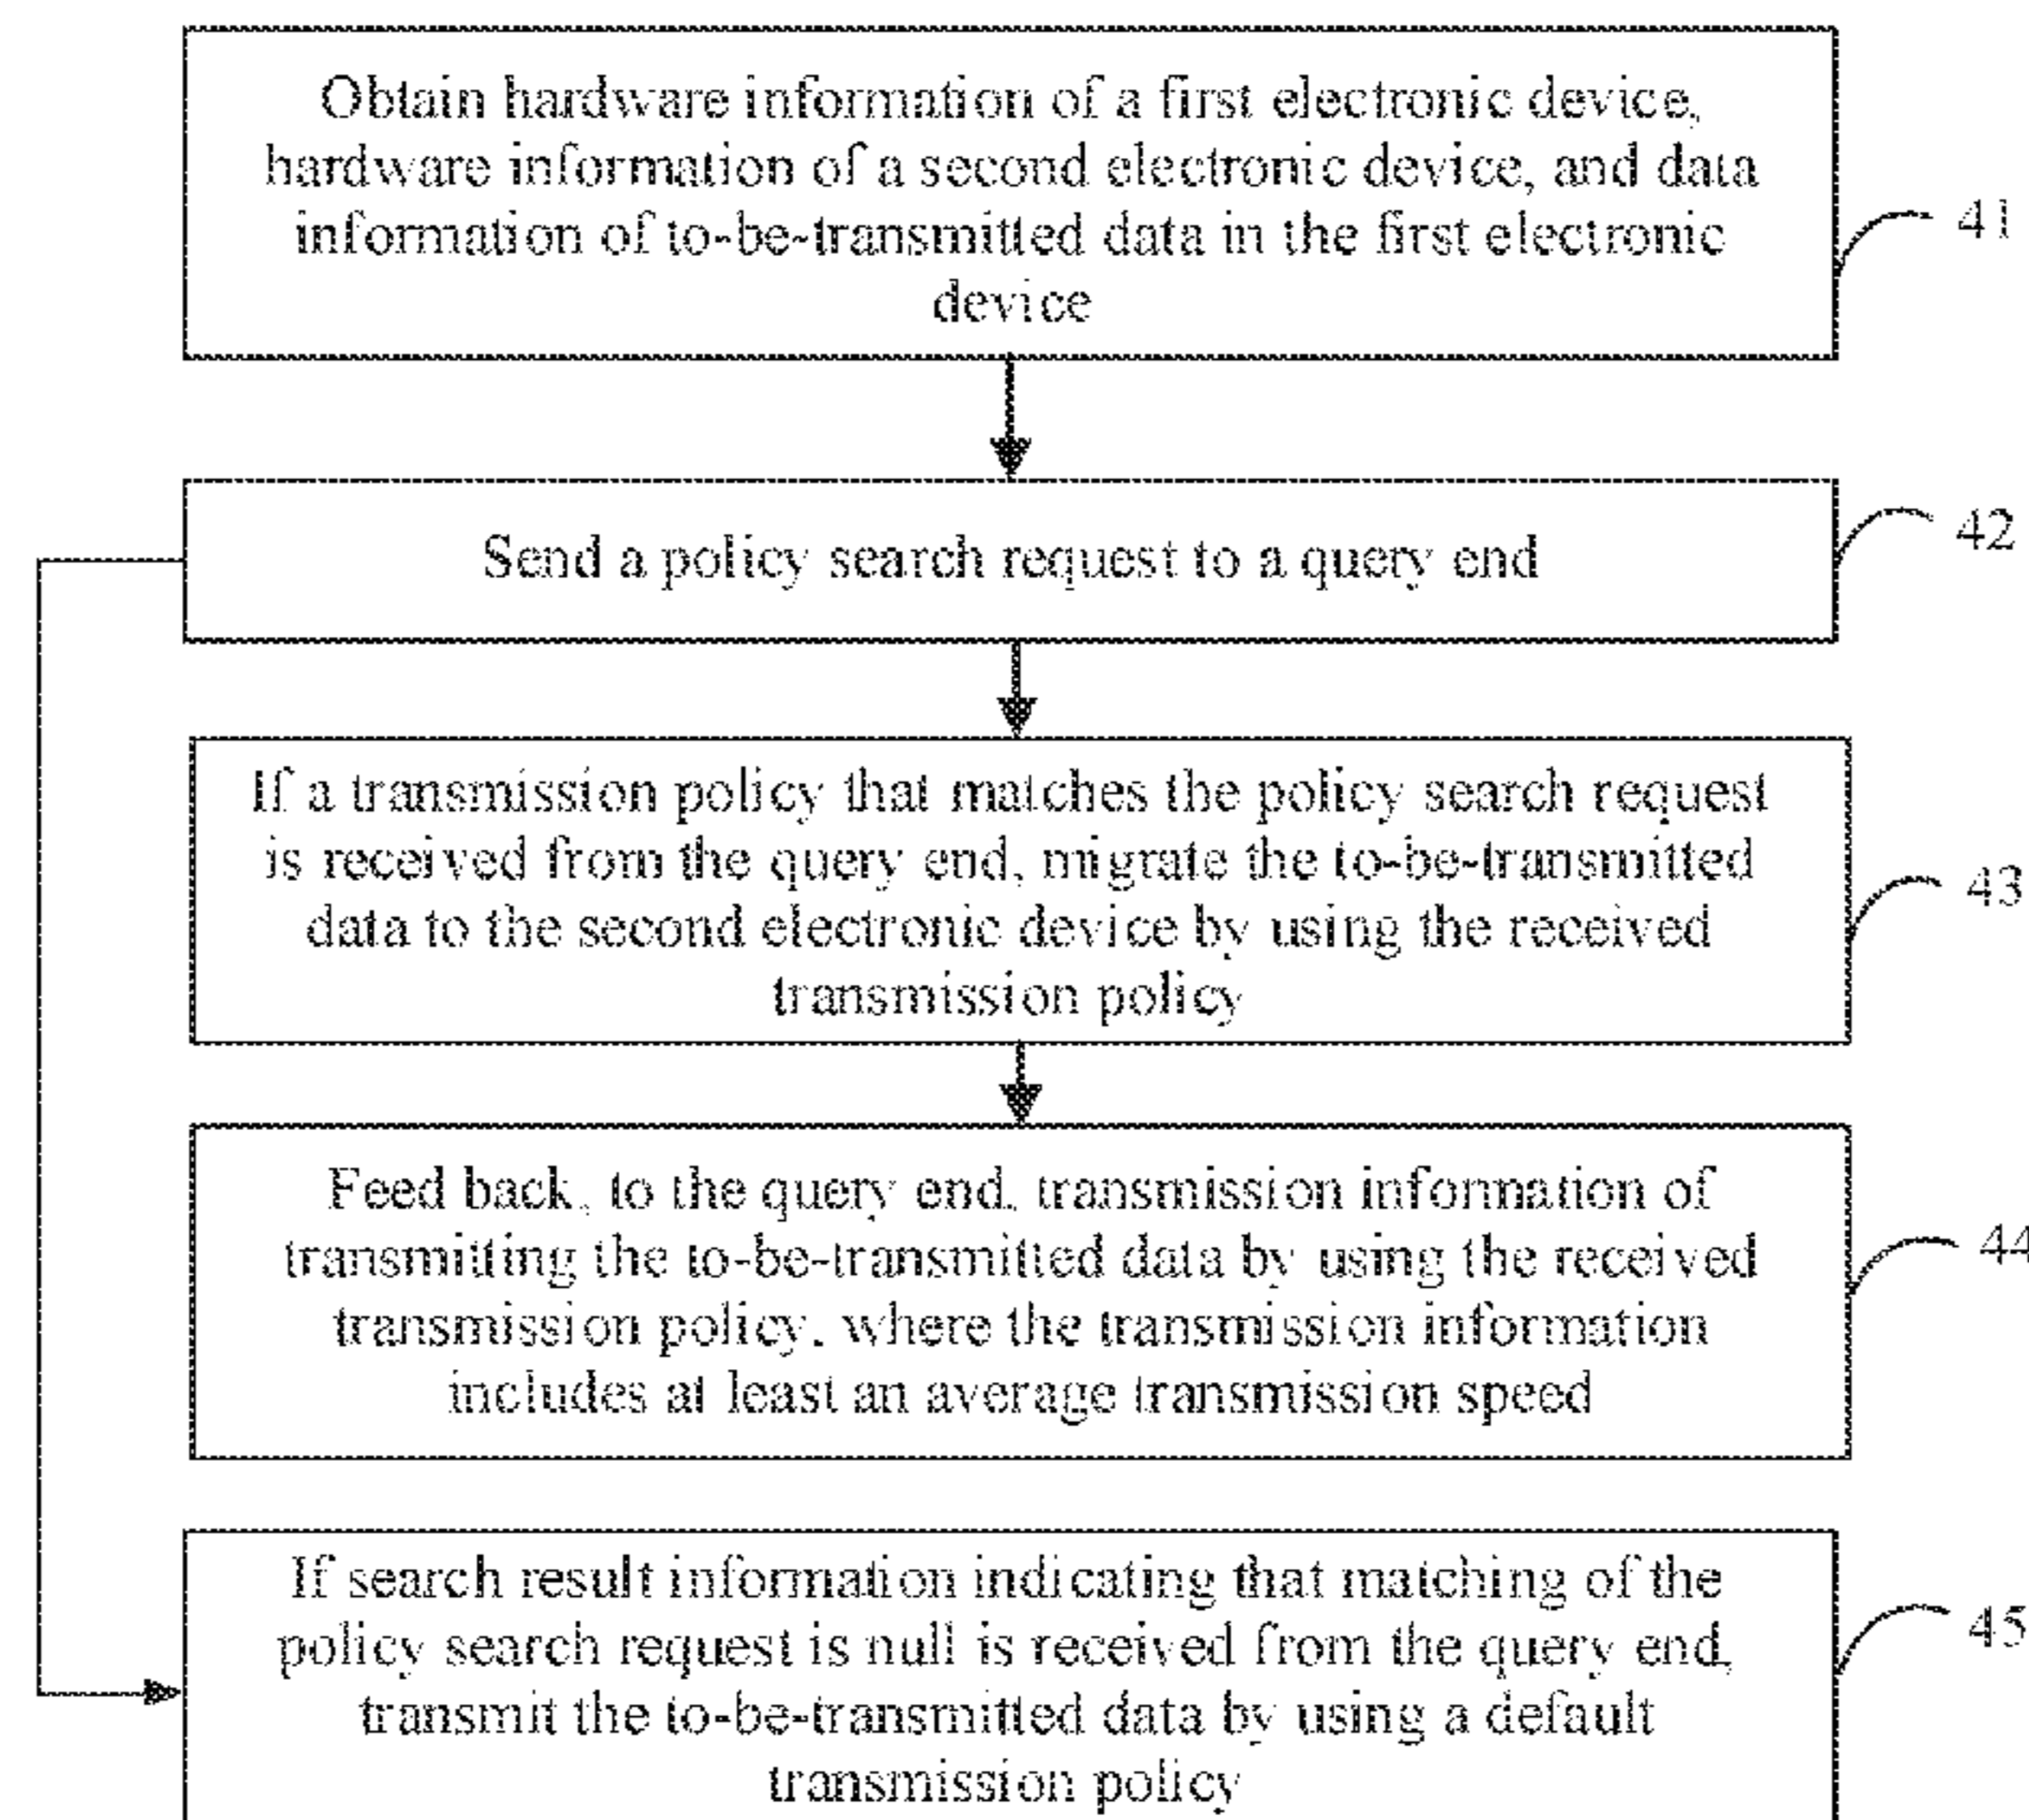 Obtain hardware information of a first electronic device,
hardware information of a second electronic device, and data
information of to-be-transmitted data in the first electronic
device
41
Send a policy search request to a query end
42
If a transmission policy that matches the policy search request
is received from the query end, migrate the to-be-transmitted
data to the second electronic device by using the received
transmission policy
43
Feed back, to the query end, transmission information of
transmitting the to-be-transmitted data by using the received
transmission policy, where the transmission information
includes at least an average transmission speed
44
If search result information indicating that matching of the
policy search request is null is received from the query end,
transmit the to-be-transmitted data by using a default
transmission policy
45